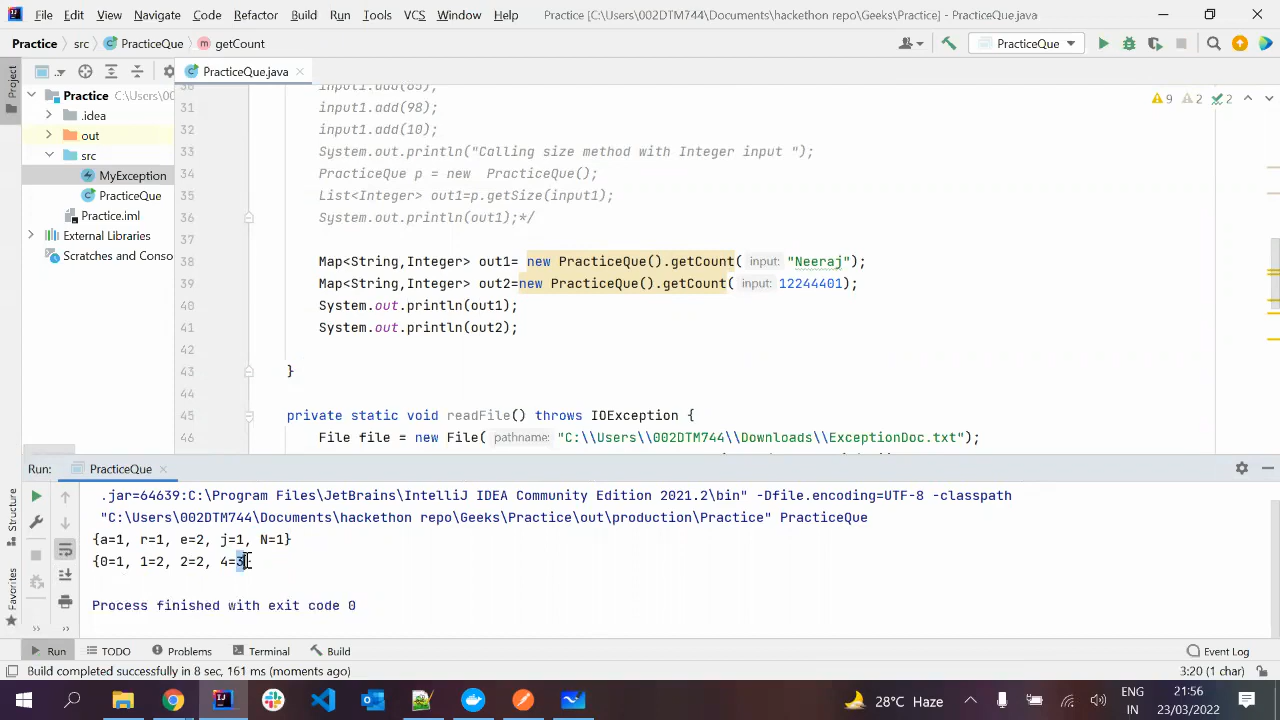 File Edit View Navigate Code Refactor Build Run Tools VCS Window Help Practice [C:\Users\002DTM744\Documents\hackethon repo\Geeks\Practice] - PracticeQue.java
Practice src PracticeQue getCount PracticeQue
Project PracticeQue.java
Practice C:\Users\00
.idea
out
src
MyException
PracticeQue
Practice.iml
External Libraries
Scratches and Conso
9 2 2
31 input1.add(98);
32 input1.add(10);
33 System.out.println("Calling size method with Integer input ");
34 PracticeQue p = new  PracticeQue();
35 List<Integer> out1=p.getSize(input1);
36 System.out.println(out1);*/
37
38 Map<String,Integer> out1= new PracticeQue().getCount( input: "Neeraj");
39 Map<String,Integer> out2=new PracticeQue().getCount( input: 12244401);
40 System.out.println(out1);
41 System.out.println(out2);
42
43 }
44
45 private static void readFile() throws IOException {
46 File file = new File( pathname: "C:\\Users\\002DTM744\\Downloads\\ExceptionDoc.txt");
Run: PracticeQue
.jar=64639:C:\Program Files\JetBrains\IntelliJ IDEA Community Edition 2021.2\bin" -Dfile.encoding=UTF-8 -classpath
"C:\Users\002DTM744\Documents\hackethon repo\Geeks\Practice\out\production\Practice" PracticeQue
{a=1, r=1, e=2, j=1, N=1}
{0=1, 1=2, 2=2, 4=3
Process finished with exit code 0
Structure
Favorites
Run TODO Problems Terminal Build Event Log
Build completed successfully in 8 sec, 161 ms (moments ago) 3:20 (1 char)
28°C Haze
ENG
IN
21:56
23/03/2022